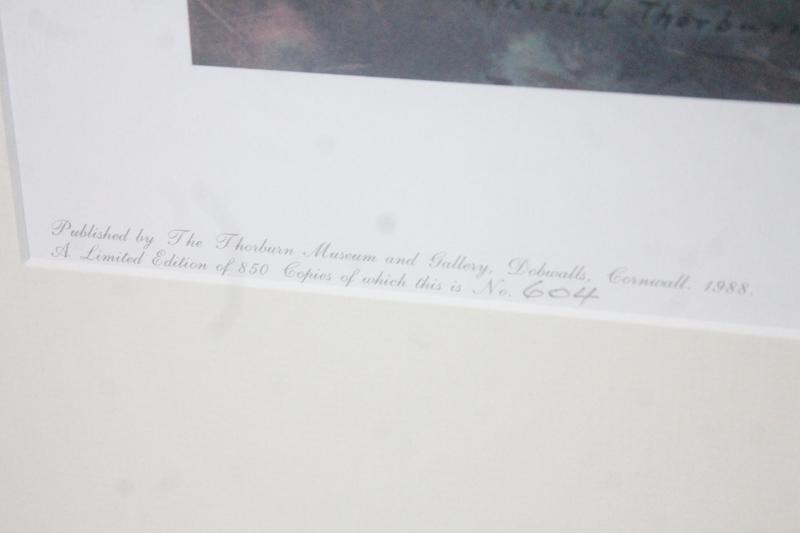 Thorburn
Published by The Thorburn Museum and Gallery, Dobwalls, Cornwall. 1988.
A Limited Edition of 850 Copies of which this is No. 604